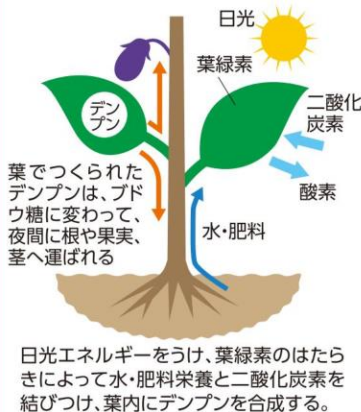 日光
葉緑素
デン
プン
二酸化
炭素
酸素
葉でつくられた
デンプンは、ブド
ウ糖に変わって、
夜間に根や果実、
茎へ運ばれる
水・肥料
日光エネルギーをうけ、葉緑素のはたら
きによって水・肥料栄養と二酸化炭素を
結びつけ、葉内にデンプンを合成する。